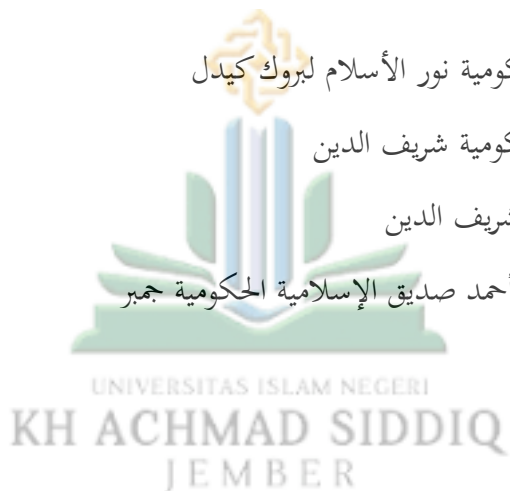 كومية نور الأسلام لبروك كيدل
كومية شريف الدين
شريف الدين
أحمد صديق الإسلامية الحكومية جمبر
UNIVERSITAS ISLAM NEGERI
KH ACHMAD SIDDIQ
JEMBER